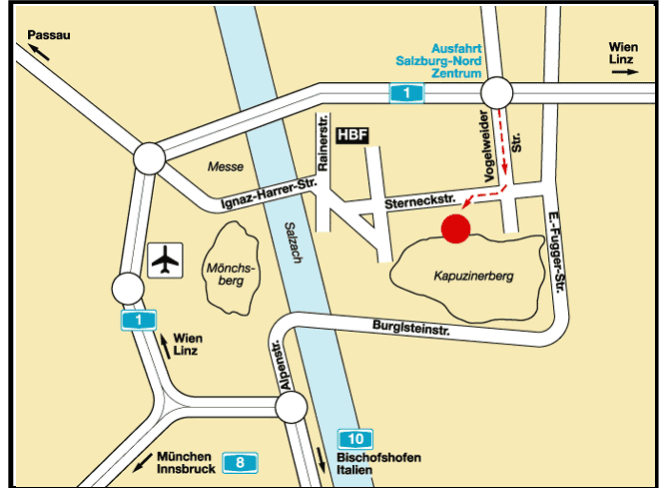 Passau
Ausfahrt
Salzburg-Nord
Zentrum
Wien
Linz
1
HBF
Rainerstr.
Vogelweider
Str.
Messe
Ignaz-Harrer-Str.
Sterneckstr.
Salzach
Mönchs-
berg
Kapuzinerberg
E.-Fugger-Str.
1
Wien
Linz
Burglsteinstr.
Alpenstr.
10
Bischofshofen
Italien
München
Innsbruck
8